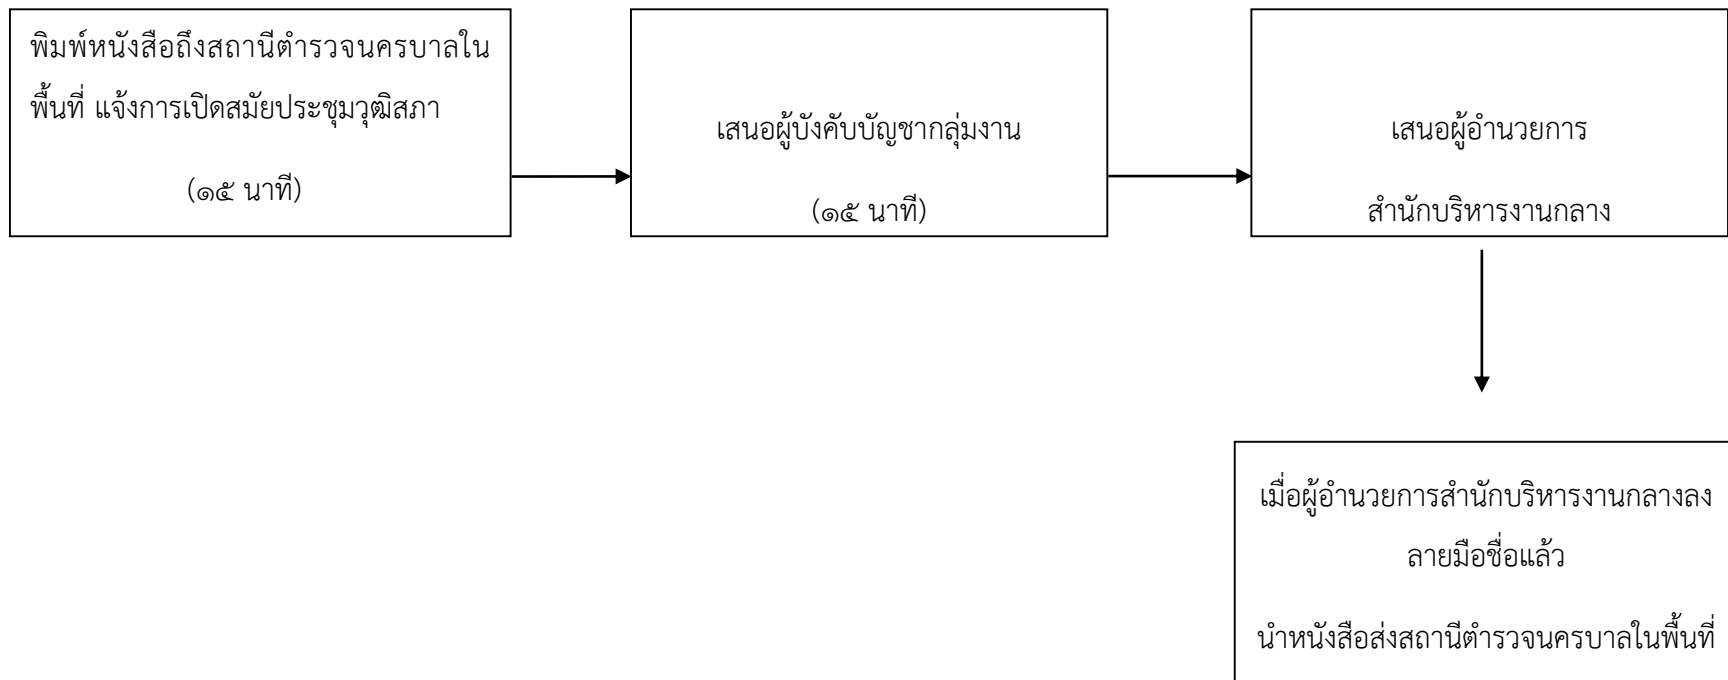 พิมพ์หนังสือถึงสถานีตำรวจนครบาลใน
พื้นที่ แจ้งการเปิดสมัยประชุมวุฒิสภา
(๑๕ นาที)
เสนอผู้บังคับบัญชากลุ่มงาน
(๑๕ นาที)
เสนอผู้อำนวยการ
สำนักบริหารงานกลาง
เมื่อผู้อำนวยการสำนักบริหารงานกลางลง
ลายมือชื่อแล้ว
นำหนังสือส่งสถานีตำรวจนครบาลในพื้นที่